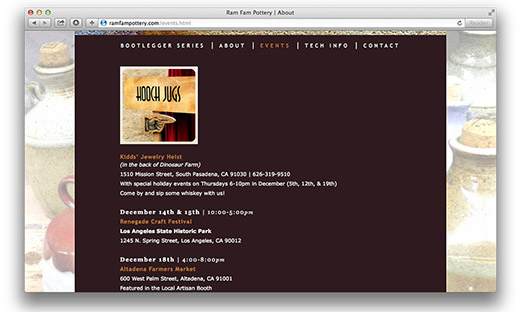 Ram Fam Pottery | About
ramfampottery.com/events.html
Reader
BOOTLEGGER SERIES | ABOUT | EVENTS | TECH INFO | CONTACT
HOOCH JUGS
Kidds' Jewelry Heist
(in the back of Dinosaur Farm)
1510 Mission Street, South Pasadena, CA 91030 | 626-319-9510
With special holiday events on Thursdays 6-10pm in December (5th, 12th, & 19th)
Come by and sip some whiskey with us!
December 14th & 15th | 10:00-5:00pm
Renegade Craft Festival
Los Angeles State Historic Park
1245 N. Spring Street, Los Angeles, CA 90012
December 18th | 4:00-8:00pm
Altadena Farmers Market
600 West Palm Street, Altadena, CA 91001
Featured in the Local Artisan Booth